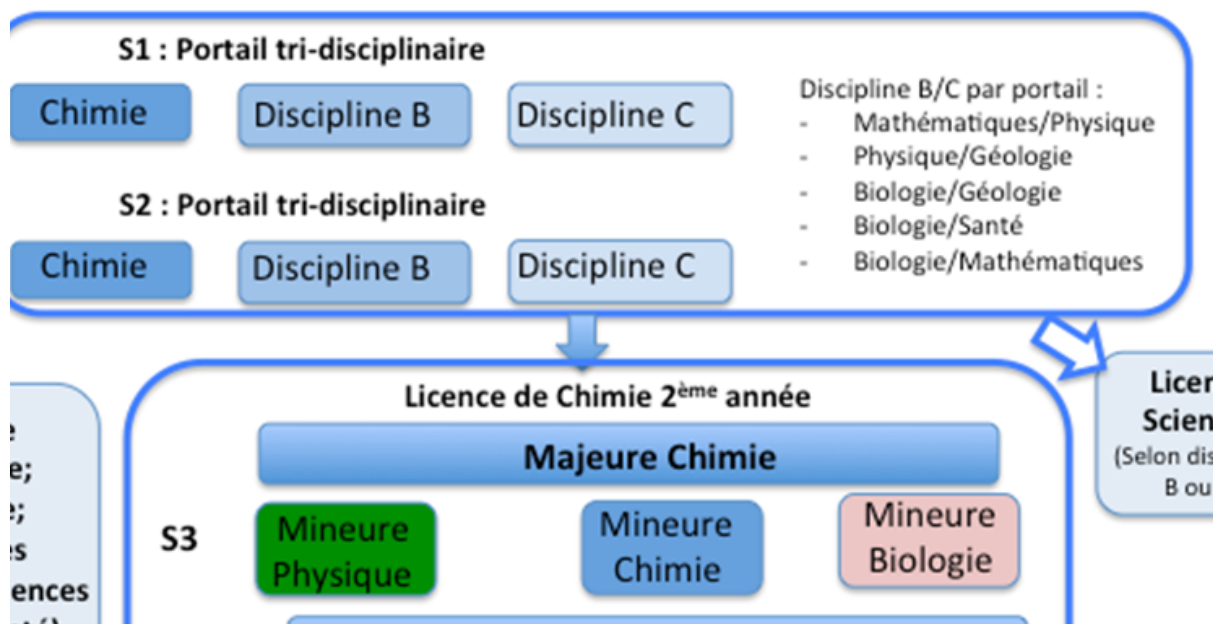 S1 : Portail tri-disciplinaire
Chimie
Discipline B
Discipline C
Discipline B/C par portail :
- Mathématiques/Physique
- Physique/Géologie
- Biologie/Géologie
- Biologie/Santé
- Biologie/Mathématiques
S2 : Portail tri-disciplinaire
Chimie
Discipline B
Discipline C
Licence de Chimie 2ème année
Majeure Chimie
S3
Mineure
Physique
Mineure
Chimie
Mineure
Biologie
(Selon
B ou